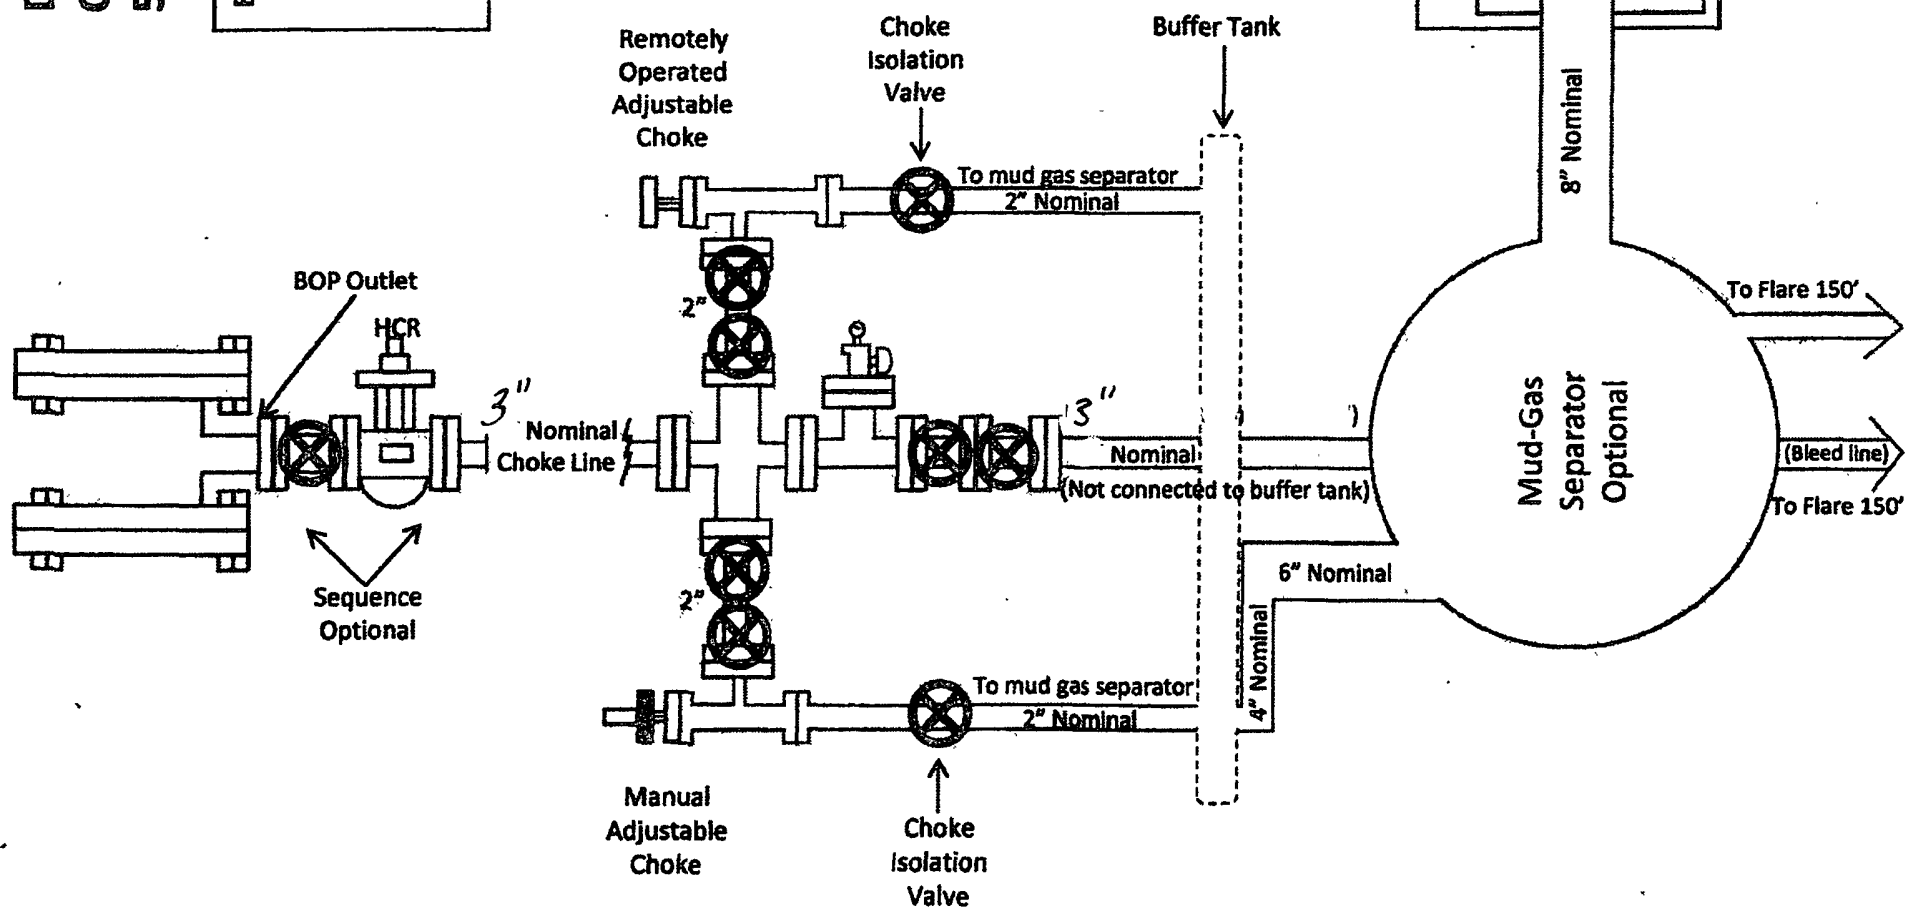 Remotely
Operated
Adjustable
Choke
Choke
Isolation
Valve
Buffer Tank
8" Nominal
To mud gas separator
2" Nominal
BOP Outlet
HCR
2"
To Flare 150'
3"
Nominal
Choke Line
3"
Nominal
(Not connected to buffer tank)
Mud-Gas
Separator
Optional
(Bleed line)
To Flare 150'
Sequence
Optional
2"
6" Nominal
4" Nominal
To mud gas separator
2" Nominal
Manual
Adjustable
Choke
Choke
Isolation
Valve